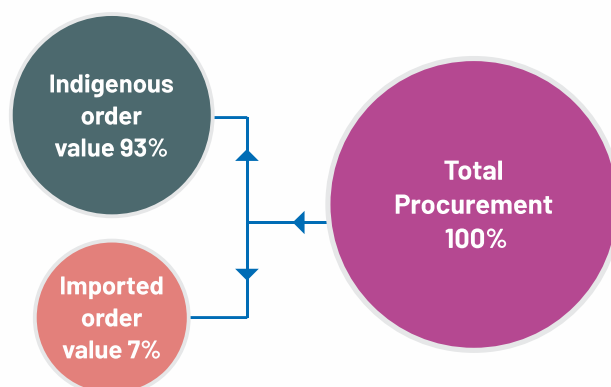 Indigenous
order
value 93%
Total
Procurement
100%
Imported
order
value 7%